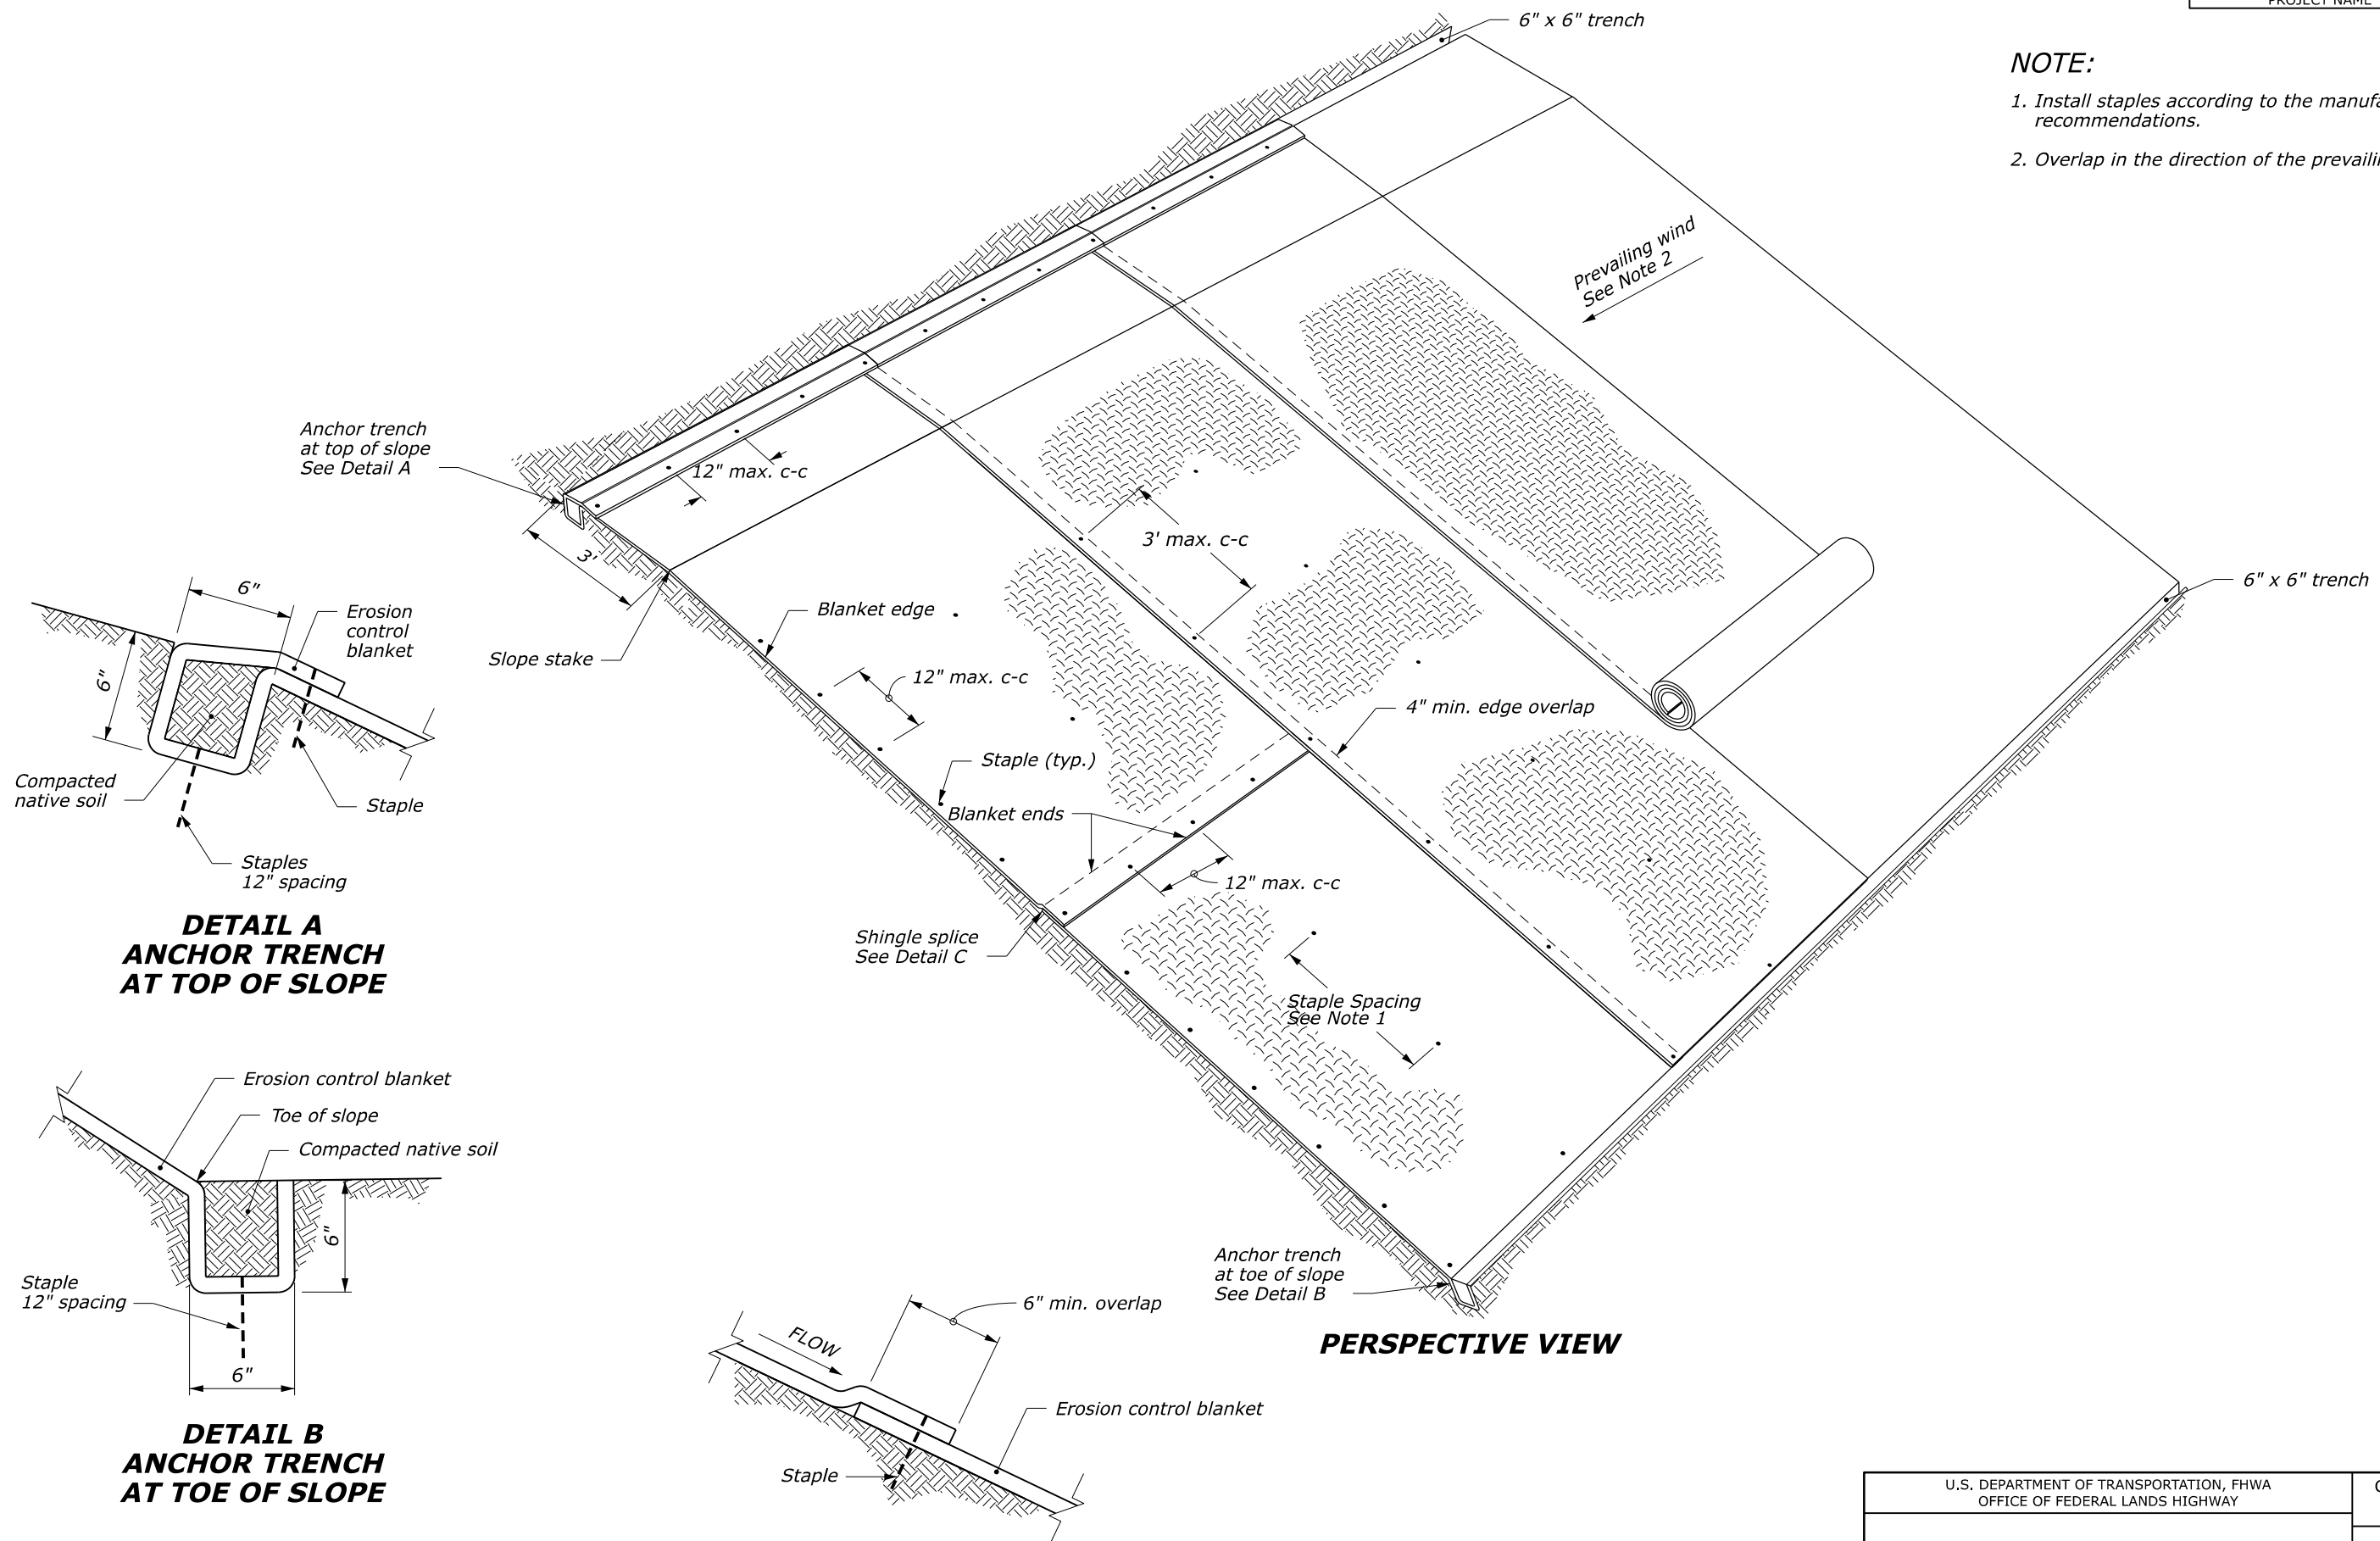 PROJECT NAME
6" x 6" trench
NOTE:
1. Install staples according to the
recommendations.
2. Overlap in the direction of the
Prevailing wind
See Note 2
Anchor trench
at top of slope
See Detail A
12" max. c-c
3' max. c-c
3'
6" x 6" trench
Blanket edge
Slope stake
12" max. c-c
4" min. edge overlap
Staple (typ.)
Blanket ends
12" max. c-c
Shingle splice
See Detail C
Staple Spacing
See Note 1
Anchor trench
at toe of slope
See Detail B
PERSPECTIVE VIEW
6"
Erosion
control
blanket
6"
Compacted
native soil
Staple
Staples
12" spacing
DETAIL A
ANCHOR TRENCH
AT TOP OF SLOPE
Erosion control blanket
Toe of slope
Compacted native soil
6"
Staple
12" spacing
6"
DETAIL B
ANCHOR TRENCH
AT TOE OF SLOPE
6" min. overlap
FLOW
Erosion control blanket
Staple
U.S. DEPARTMENT OF TRANSPORTATION, FHWA
OFFICE OF FEDERAL LANDS HIGHWAY